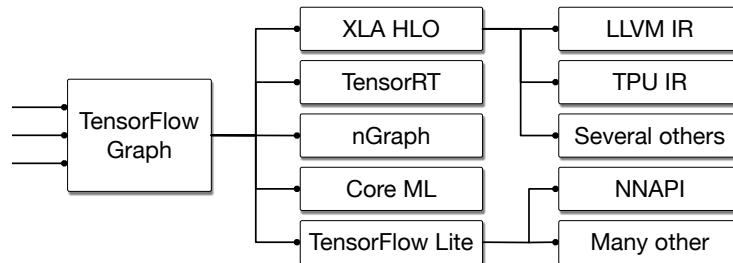 TensorFlow
Graph
XLA HLO
TensorRT
nGraph
Core ML
TensorFlow Lite
LLVM IR
TPU IR
Several others
NNAPI
Many other